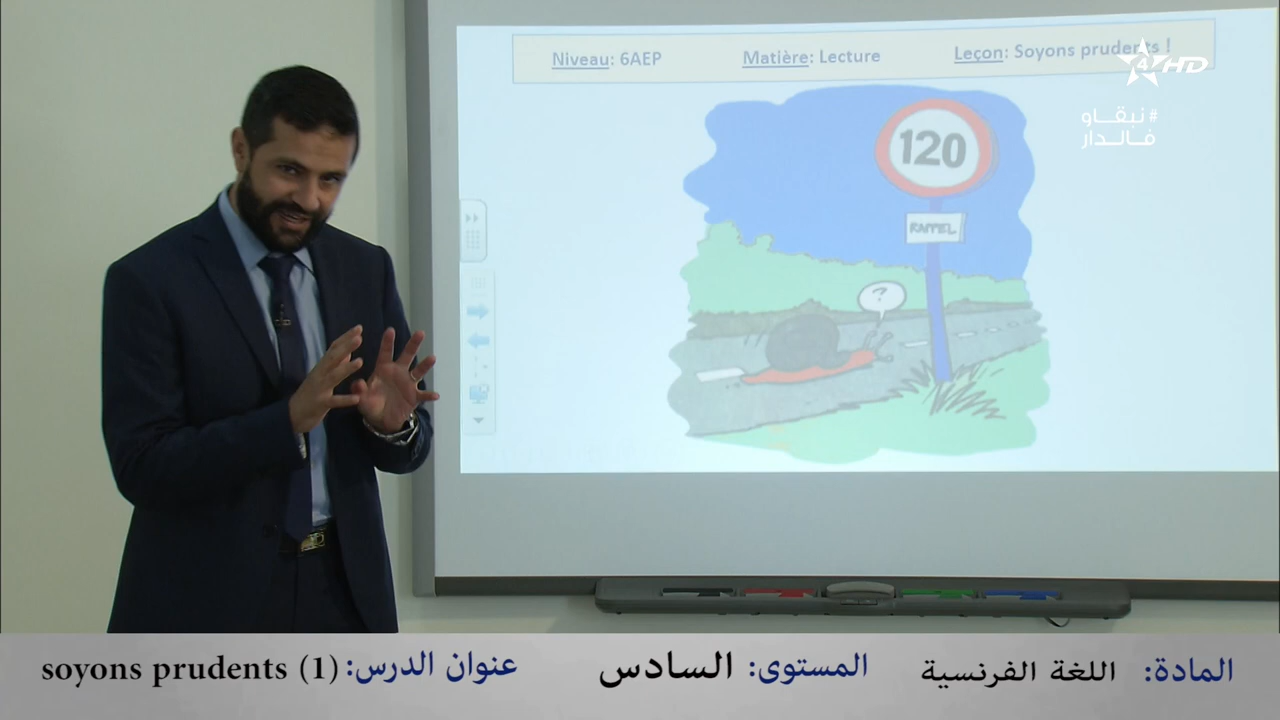 Niveau: 6AEP Matière: Lecture Leçon: Soyons prudents !
4 HD
#نبقاو
فالدار
120
RAPPEL
?
المادة: اللغة الفرنسية المستوى: السادس عنوان الدرس: soyons prudents (1)